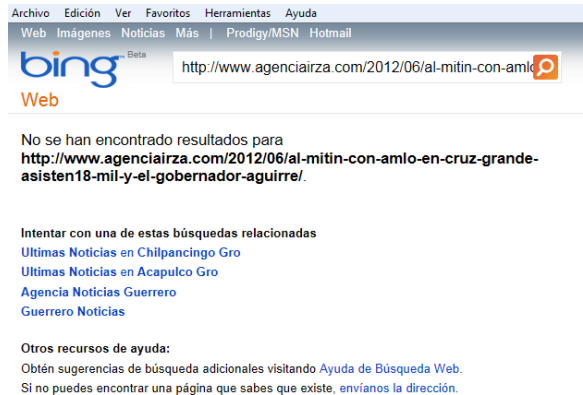 Archivo Edición Ver Favoritos Herramientas Ayuda
Web Imágenes Noticias Más | Prodigy/MSN Hotmail
bing Beta
http://www.agenciairza.com/2012/06/al-mitin-con-amlo
Web
No se han encontrado resultados para
http://www.agenciairza.com/2012/06/al-mitin-con-amlo-en-cruz-grande-
asisten18-mil-y-el-gobernador-aguirre/.
Intentar con una de estas búsquedas relacionadas
Ultimas Noticias en Chilpancingo Gro
Ultimas Noticias en Acapulco Gro
Agencia Noticias Guerrero
Guerrero Noticias
Otros recursos de ayuda:
Obtén sugerencias de búsqueda adicionales visitando Ayuda de Búsqueda Web.
Si no puedes encontrar una página que sabes que existe, envíanos la dirección.